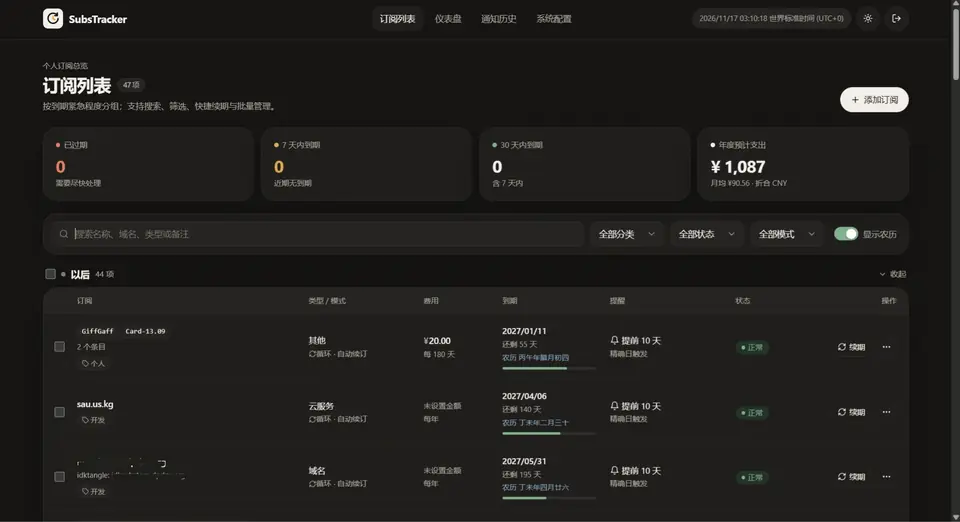 SubsTracker
订阅列表 仪表盘 通知历史 系统配置
2026/11/17 03:10:18 世界标准时间 (UTC+0)
个人订阅总览
订阅列表 47 项
按到期紧急程度分组；支持搜索、筛选、快捷续期与批量管理。
+ 添加订阅
已过期
0
需要尽快处理
7 天内到期
0
近期无到期
30 天内到期
0
含 7 天内
年度预计支出
¥ 1,087
月均 ¥90.56 · 折合 CNY
搜索名称、域名、类型或备注
全部分类 全部状态 全部模式 显示农历
以后 44 项 收起
订阅 类型 / 模式 费用 到期 提醒 状态 操作
GiffGaff Card-13.09
2 个条目
个人
其他
循环 · 自动续订
¥20.00
每 180 天
2027/01/11
还剩 55 天
农历 丙午年腊月初四
提前 10 天
精确日触发
正常
续期 ...
sau.us.kg
开发
云服务
循环 · 自动续订
未设置金额
每年
2027/04/06
还剩 140 天
农历 丁未年二月三十
提前 10 天
精确日触发
正常
续期 ...
idktangle:
开发
域名
循环 · 自动续订
未设置金额
每年
2027/05/31
还剩 195 天
农历 丁未年四月廿六
提前 10 天
精确日触发
正常
续期 ...